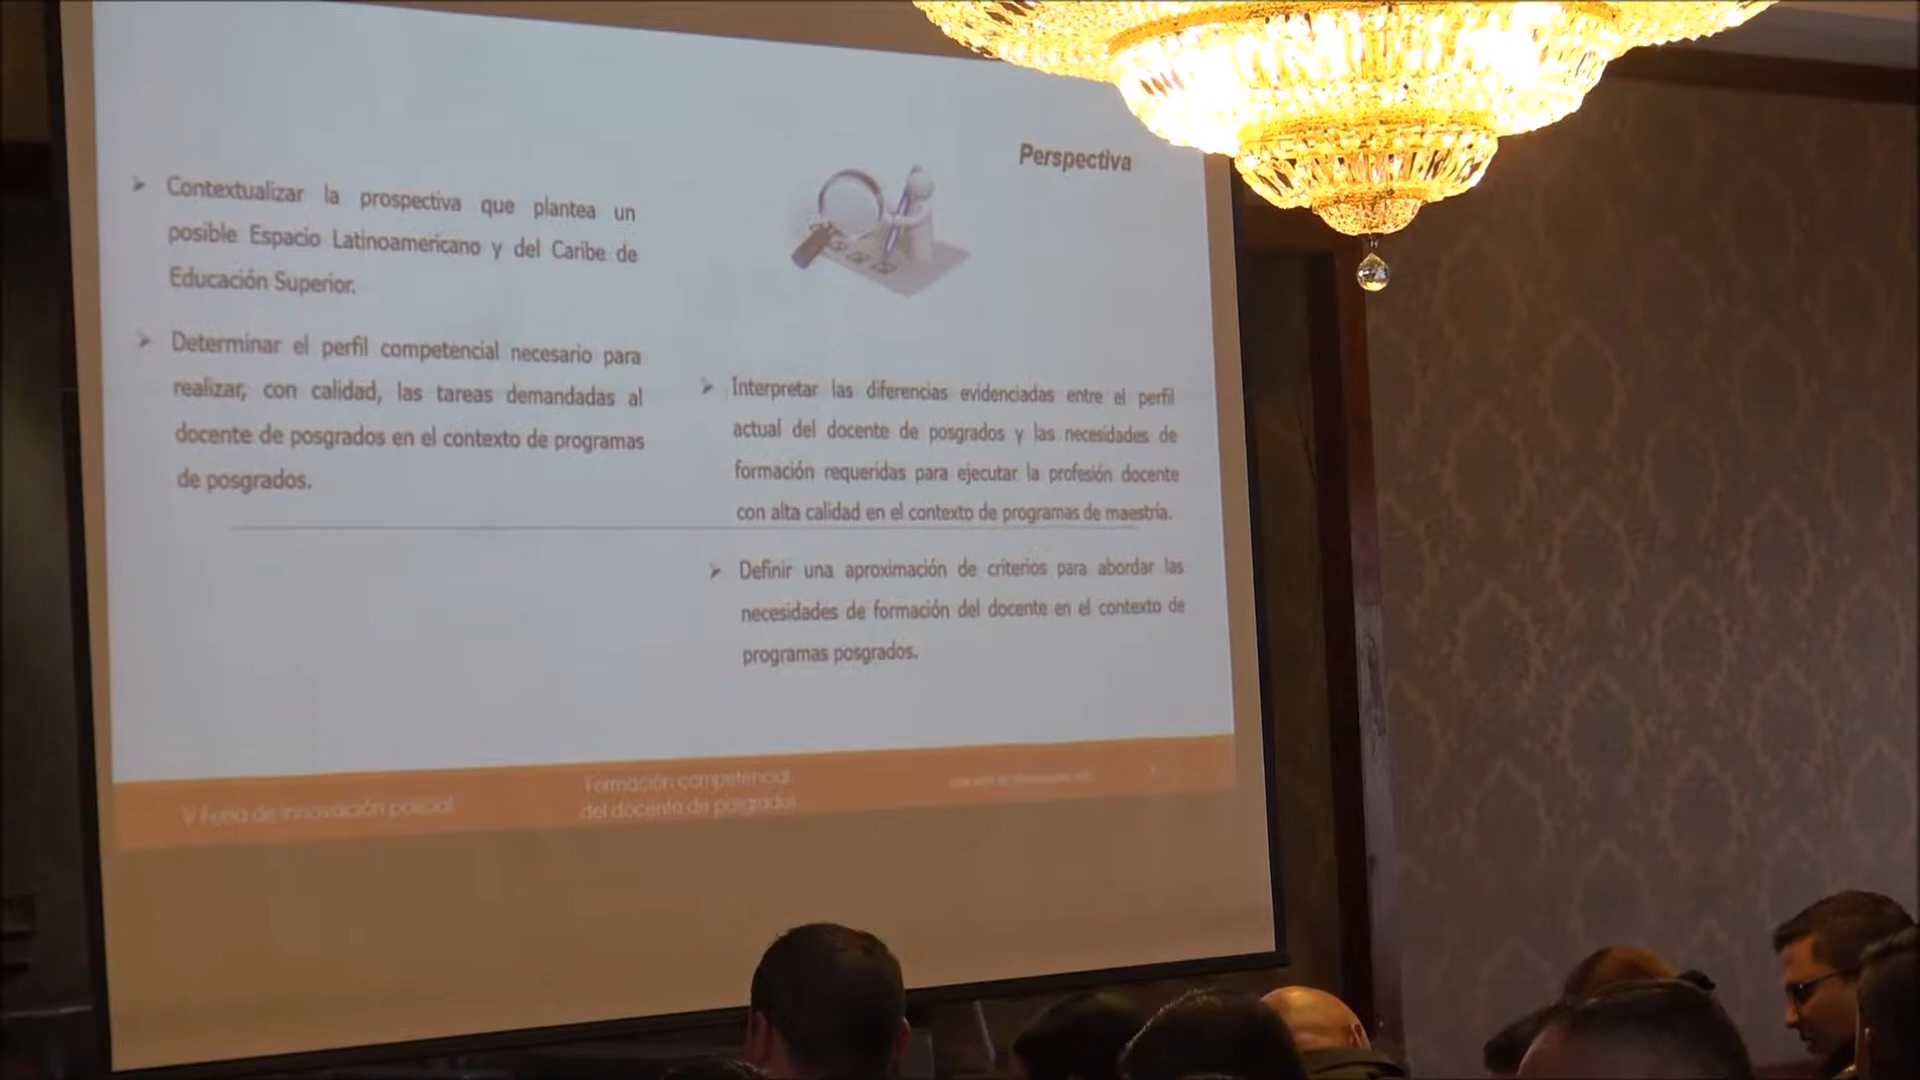 Perspectiva
➢ Contextualizar la prospectiva que plantea un
posible Espacio Latinoamericano y del Caribe de
Educación Superior.
➢ Determinar el perfil competencial necesario para
realizar, con calidad, las tareas demandadas al
docente de posgrados en el contexto de programas
de posgrados.
➢ Interpretar las diferencias evidenciadas entre el perfil
actual del docente de posgrados y las necesidades de
formación requeridas para ejecutar la profesión docente
con alta calidad en el contexto de programas de maestría.
➢ Definir una aproximación de criterios para abordar las
necesidades de formación del docente en el contexto de
programas posgrados.
V Feria de innovación policial
Formación competencial
del docente de posgrados